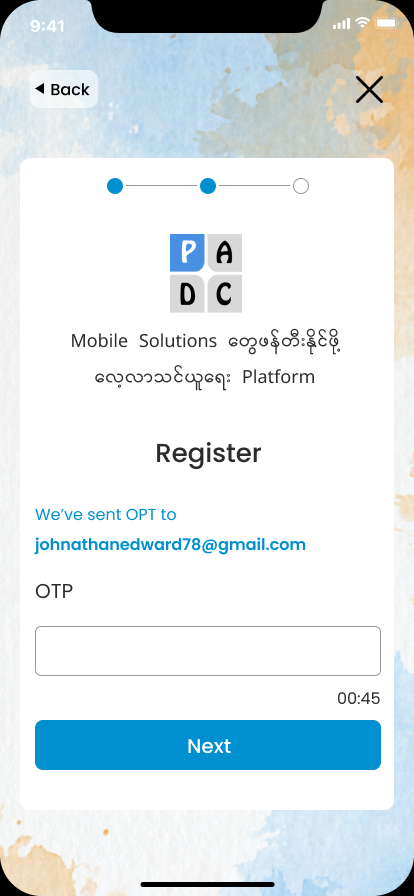 9:41
Back
P A
D C
Mobile Solutions တွေဖန်တီးနိုင်ဖို့
လေ့လာသင်ယူရေး Platform
Register
We’ve sent OPT to
johnathanedward78@gmail.com
OTP
00:45
Next